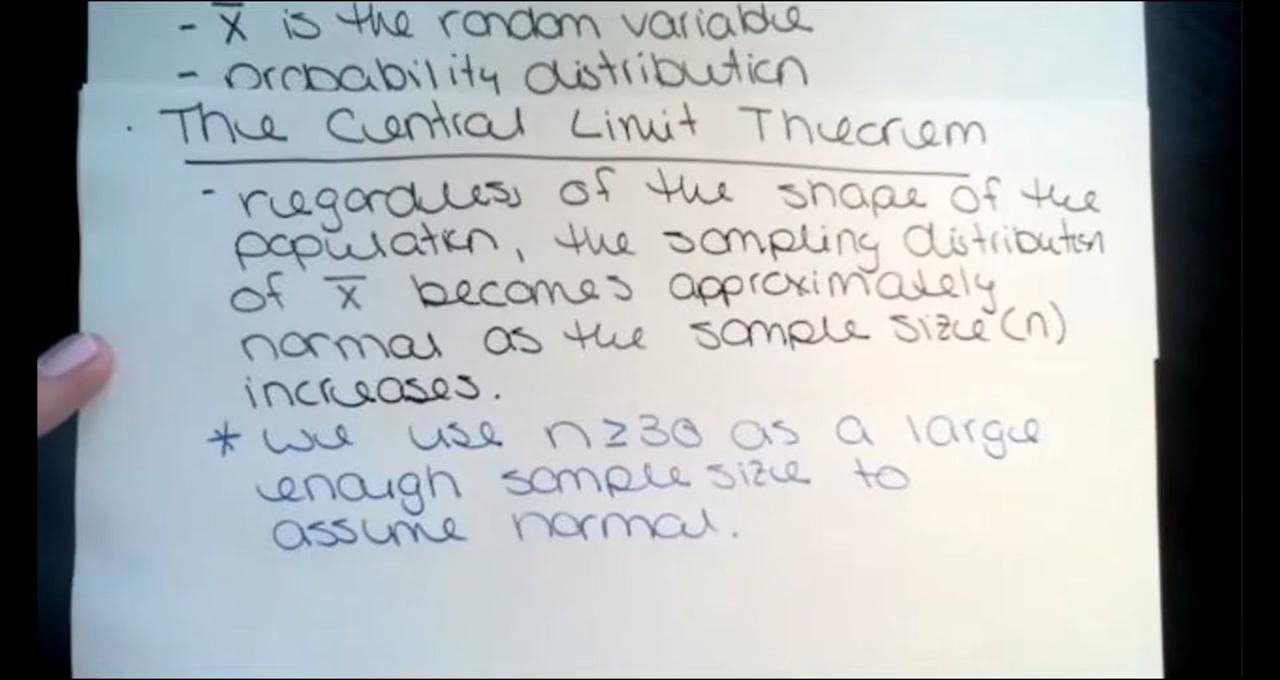 - x̅ is the random variable
- probability distribution
· The Central Limit Theorem
- regardless of the shape of the
population, the sampling distribution
of x̅ becomes approximately
normal as the sample size (n)
increases.
* we use n ≥ 30 as a large
enough sample size to
assume normal.